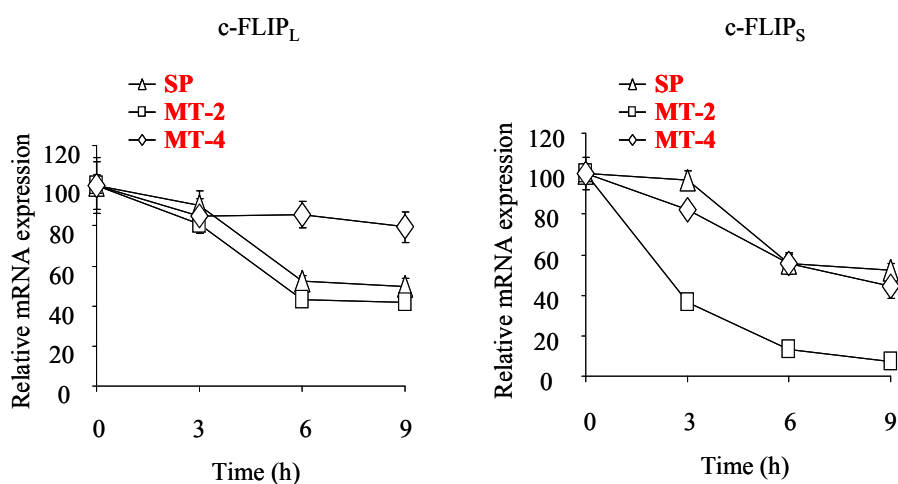 c-FLIPL
SP
MT-2
MT-4
Relative mRNA expression
120
100
80
60
40
20
0
0 3 6 9
Time (h)
c-FLIPS
SP
MT-2
MT-4
Relative mRNA expression
120
100
80
60
40
20
0
0 3 6 9
Time (h)